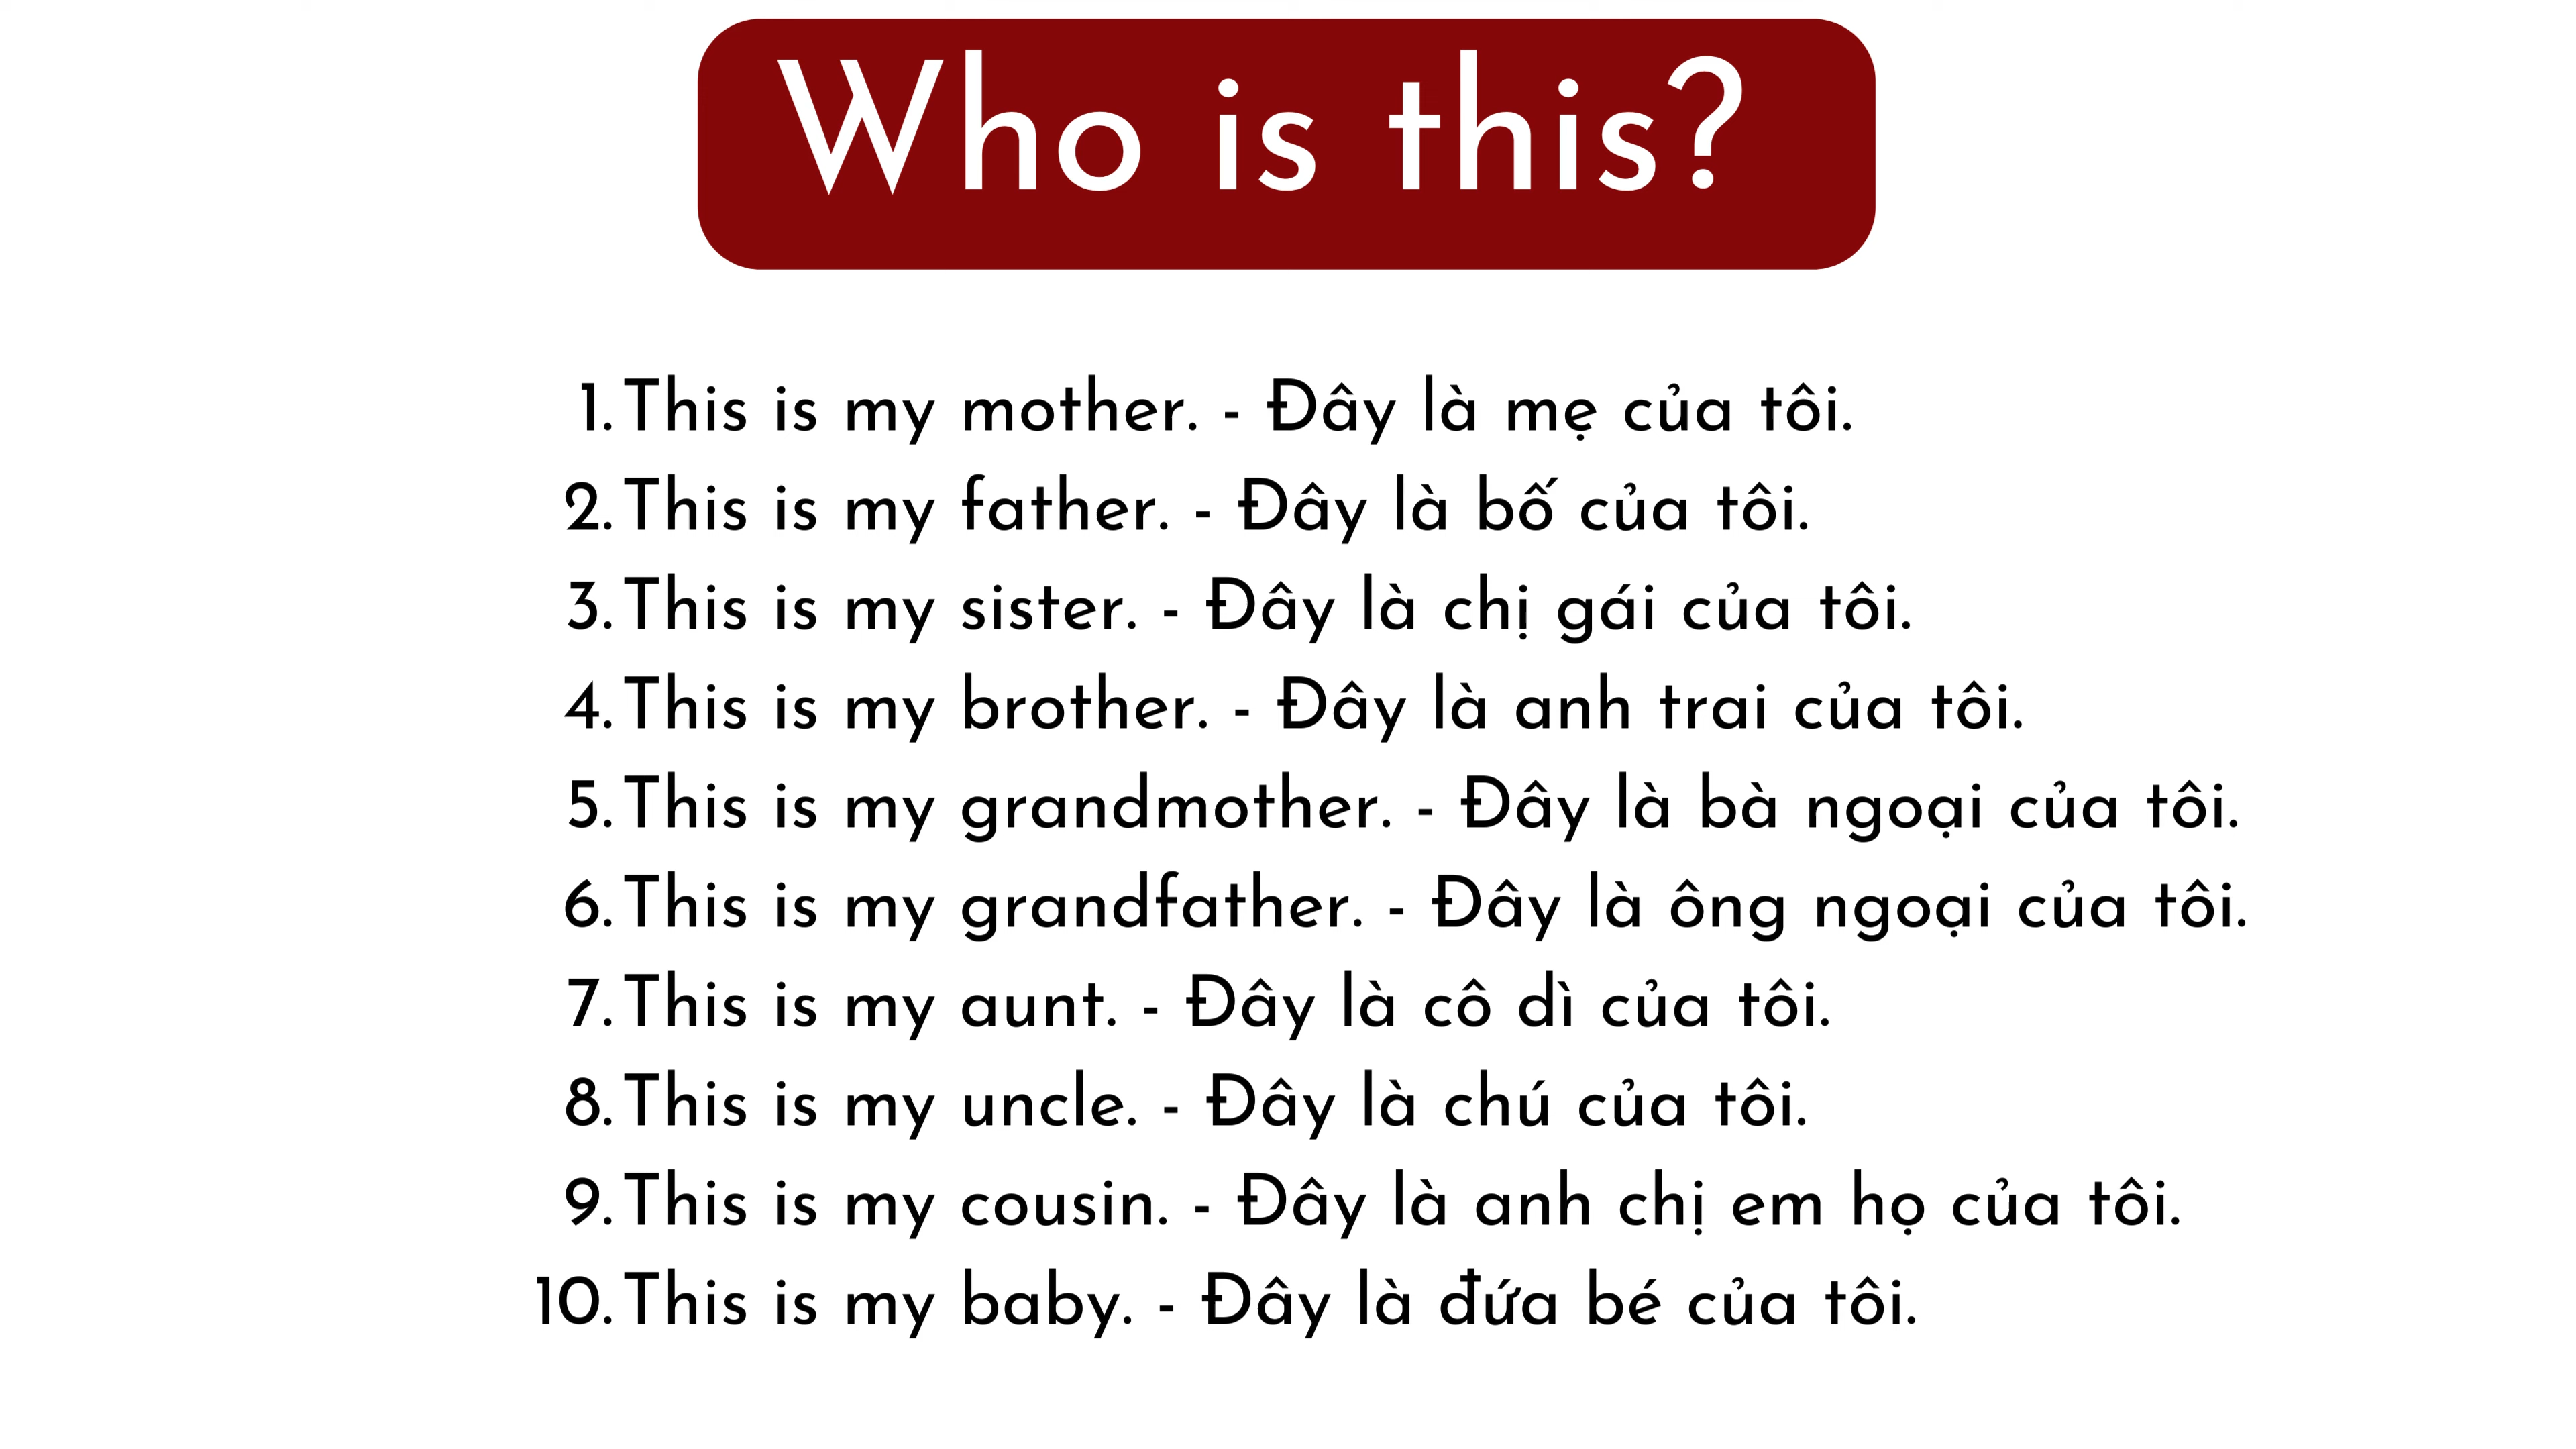 Who is this?
1. This is my mother. - Đây là mẹ của tôi.
2. This is my father. - Đây là bố của tôi.
3. This is my sister. - Đây là chị gái của tôi.
4. This is my brother. - Đây là anh trai của tôi.
5. This is my grandmother. - Đây là bà ngoại của tôi.
6. This is my grandfather. - Đây là ông ngoại của tôi.
7. This is my aunt. - Đây là cô dì của tôi.
8. This is my uncle. - Đây là chú của tôi.
9. This is my cousin. - Đây là anh chị em họ của tôi.
10. This is my baby. - Đây là đứa bé của tôi.